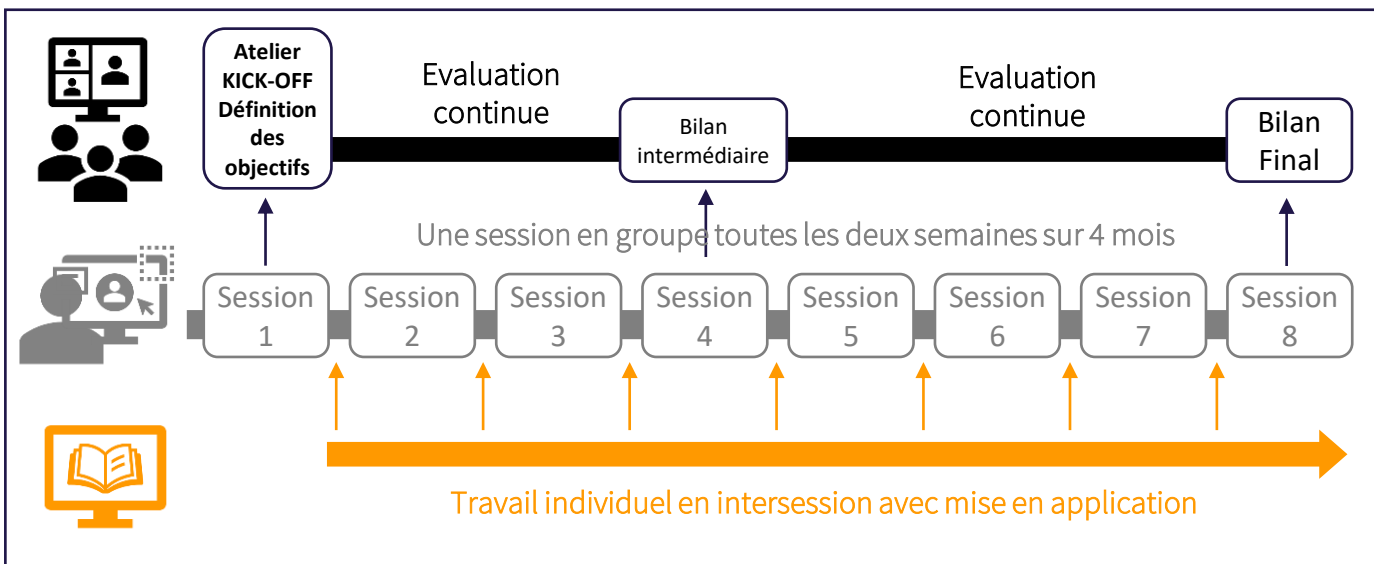 Atelier
KICK-OFF
Définition
des
objectifs
Evaluation
continue
Bilan
intermédiaire
Evaluation
continue
Bilan
Final
Une session en groupe toutes les deux semaines sur 4 mois
Session
1
Session
2
Session
3
Session
4
Session
5
Session
6
Session
7
Session
8
Travail individuel en intersession avec mise en application